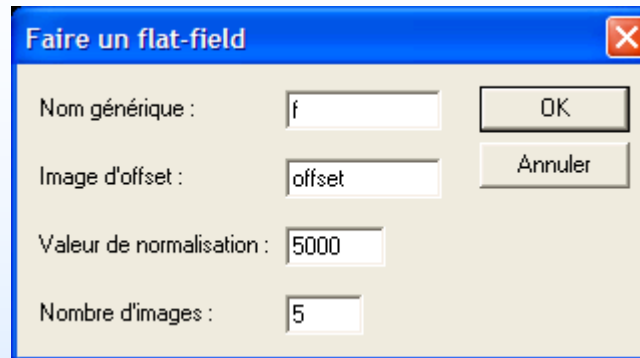 Faire un flat-field
Nom générique : f OK
Image d'offset : offset Annuler
Valeur de normalisation : 5000
Nombre d'images : 5